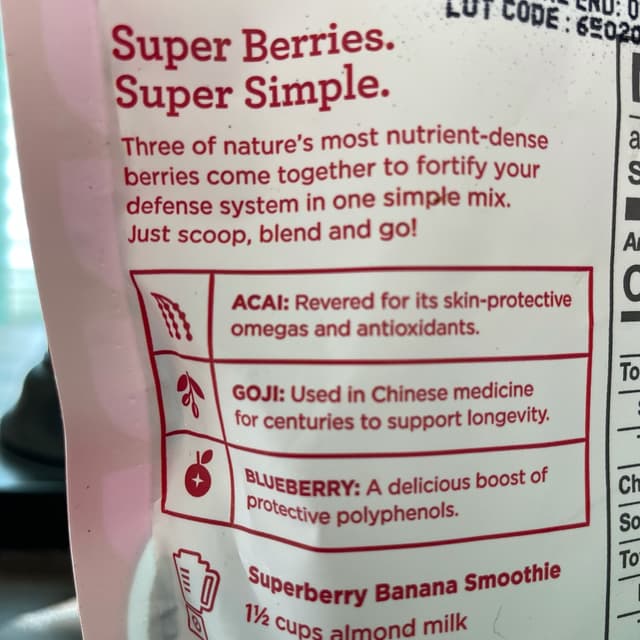 LOT CODE : 65020
Super Berries.
Super Simple.
Three of nature's most nutrient-dense
berries come together to fortify your
defense system in one simple mix.
Just scoop, blend and go!
ACAI: Revered for its skin-protective
omegas and antioxidants.
GOJI: Used in Chinese medicine
for centuries to support longevity.
BLUEBERRY: A delicious boost of
protective polyphenols.
Superberry Banana Smoothie
1½ cups almond milk